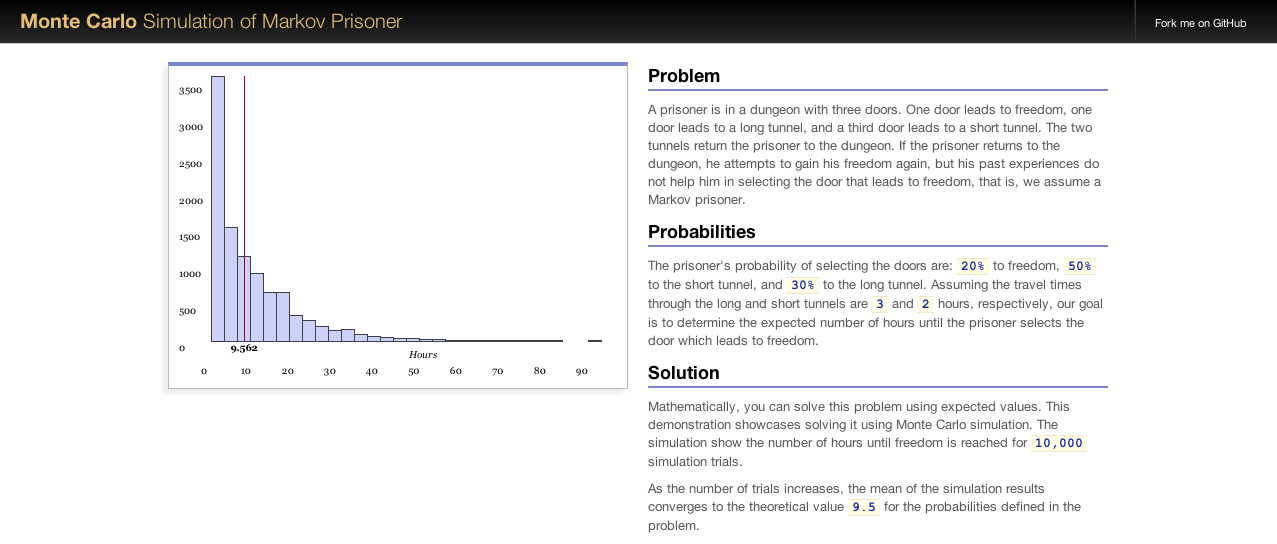 Monte Carlo Simulation of Markov Prisoner
Fork me on GitHub
3500
3000
2500
2000
1500
1000
500
0
9.562
Hours
0 10 20 30 40 50 60 70 80 90
Problem
A prisoner is in a dungeon with three doors. One door leads to freedom, one
door leads to a long tunnel, and a third door leads to a short tunnel. The two
tunnels return the prisoner to the dungeon. If the prisoner returns to the
dungeon, he attempts to gain his freedom again, but his past experiences do
not help him in selecting the door that leads to freedom, that is, we assume a
Markov prisoner.
Probabilities
The prisoner's probability of selecting the doors are: 20% to freedom, 50%
to the short tunnel, and 30% to the long tunnel. Assuming the travel times
through the long and short tunnels are 3 and 2 hours, respectively, our goal
is to determine the expected number of hours until the prisoner selects the
door which leads to freedom.
Solution
Mathematically, you can solve this problem using expected values. This
demonstration showcases solving it using Monte Carlo simulation. The
simulation show the number of hours until freedom is reached for 10,000
simulation trials.
As the number of trials increases, the mean of the simulation results
converges to the theoretical value 9.5 for the probabilities defined in the
problem.